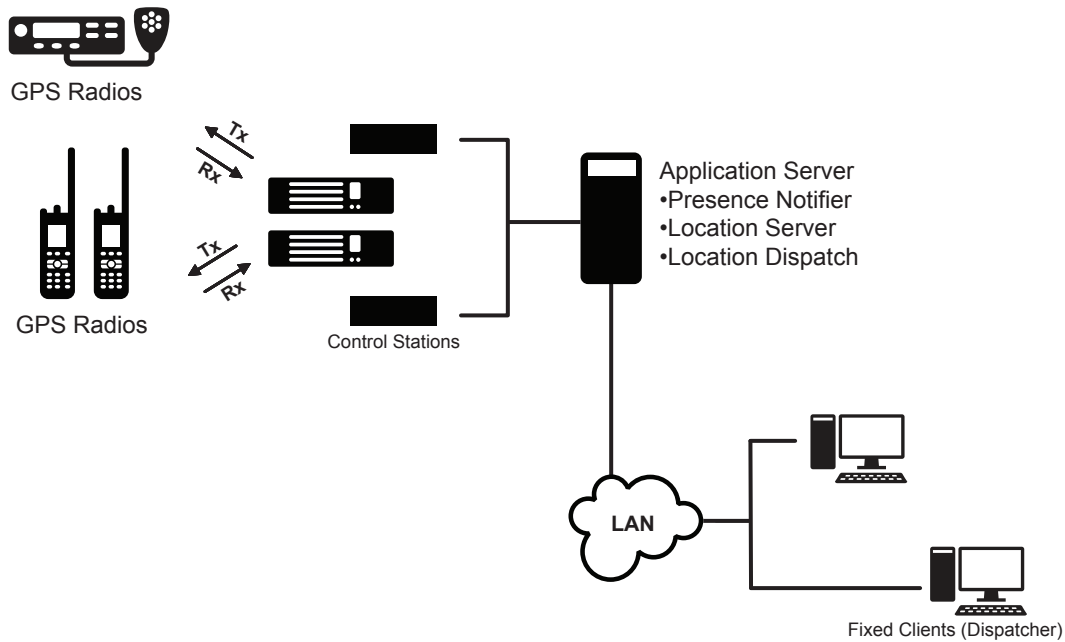 GPS Radios
Tx
Rx
Tx
Rx
GPS Radios
Control Stations
Application Server
•Presence Notifier
•Location Server
•Location Dispatch
LAN
Fixed Clients (Dispatcher)